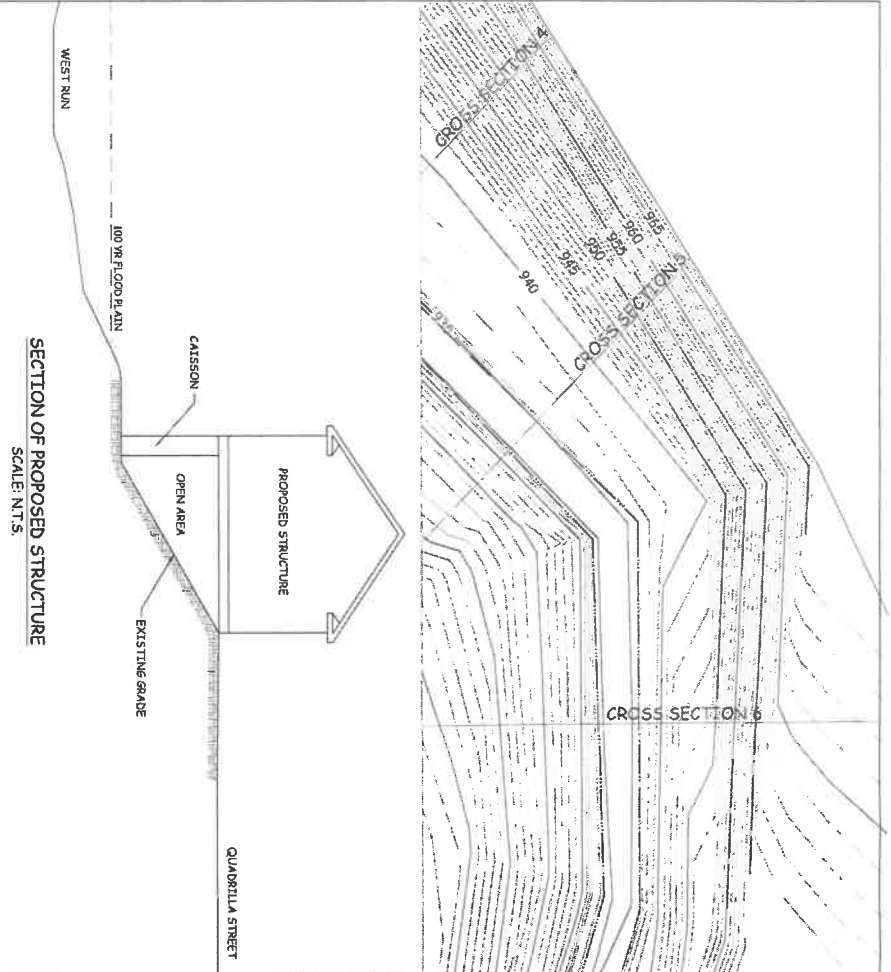 CROSS SECTION 4
965
960
955
950
945
940
CROSS SECTION 5
CROSS SECTION 6
WEST RUN
100 YR FLOOD PLAIN
CAISSON
OPEN AREA
PROPOSED STRUCTURE
EXISTING GRADE
QUADRILLA STREET
SECTION OF PROPOSED STRUCTURE
SCALE: N.T.S.